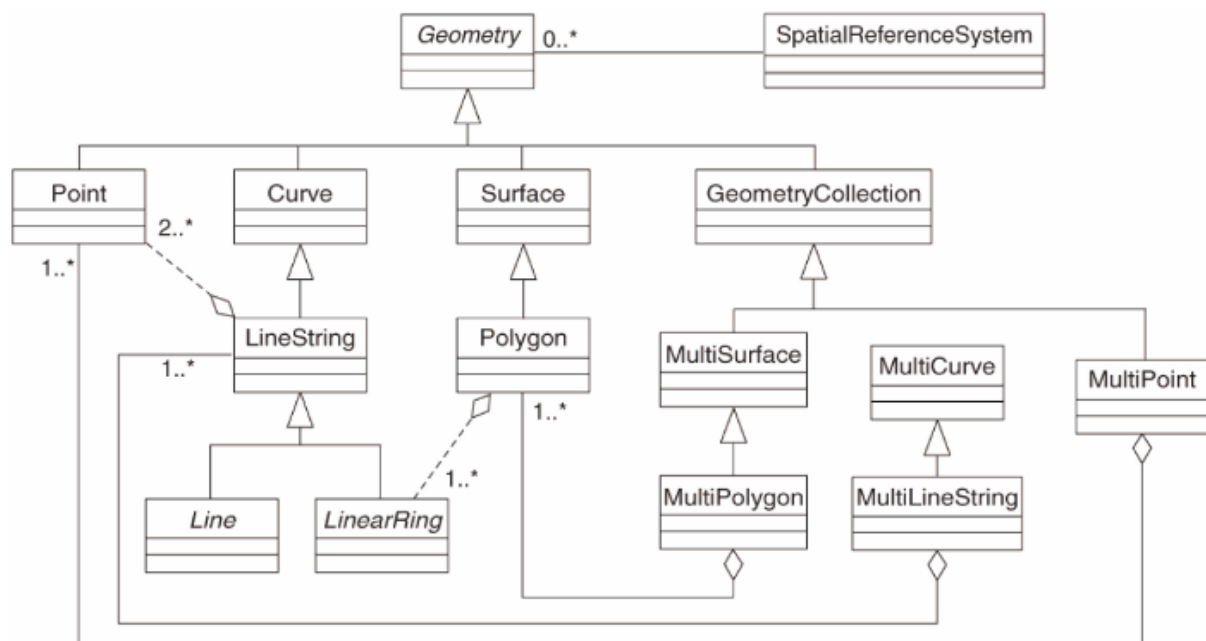 Geometry
0..*
SpatialReferenceSystem
Point
Curve
Surface
GeometryCollection
2..*
1..*
LineString
Polygon
MultiSurface
MultiCurve
MultiPoint
1..*
1..*
1..*
Line
LinearRing
MultiPolygon
MultiLineString